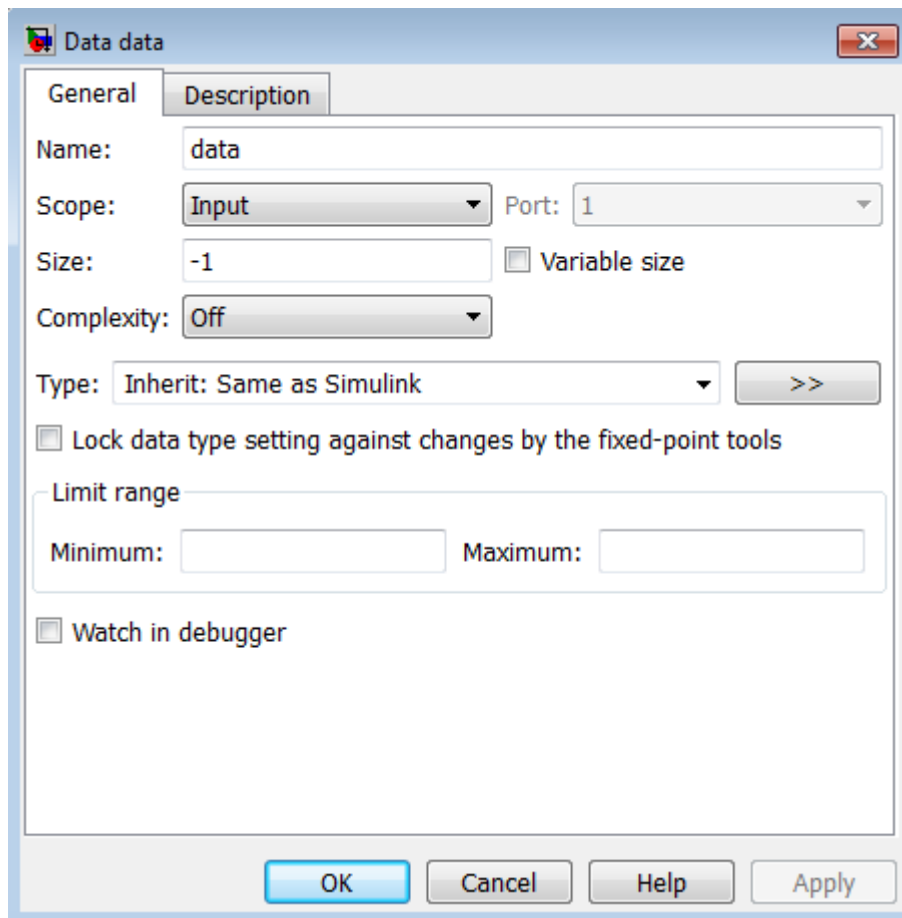 Data data
General Description
Name: data
Scope: Input Port: 1
Size: -1 Variable size
Complexity: Off
Type: Inherit: Same as Simulink >>
Lock data type setting against changes by the fixed-point tools
Limit range
Minimum: Maximum:
Watch in debugger
OK Cancel Help Apply